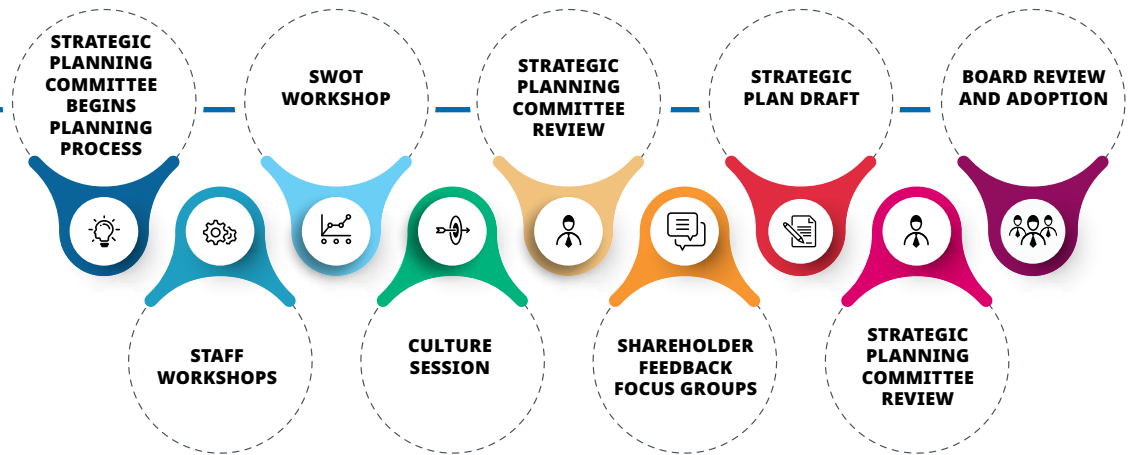 STRATEGIC
PLANNING
COMMITTEE
BEGINS
PLANNING
PROCESS
STAFF
WORKSHOPS
SWOT
WORKSHOP
CULTURE
SESSION
STRATEGIC
PLANNING
COMMITTEE
REVIEW
SHAREHOLDER
FEEDBACK
FOCUS GROUPS
STRATEGIC
PLAN DRAFT
STRATEGIC
PLANNING
COMMITTEE
REVIEW
BOARD REVIEW
AND ADOPTION